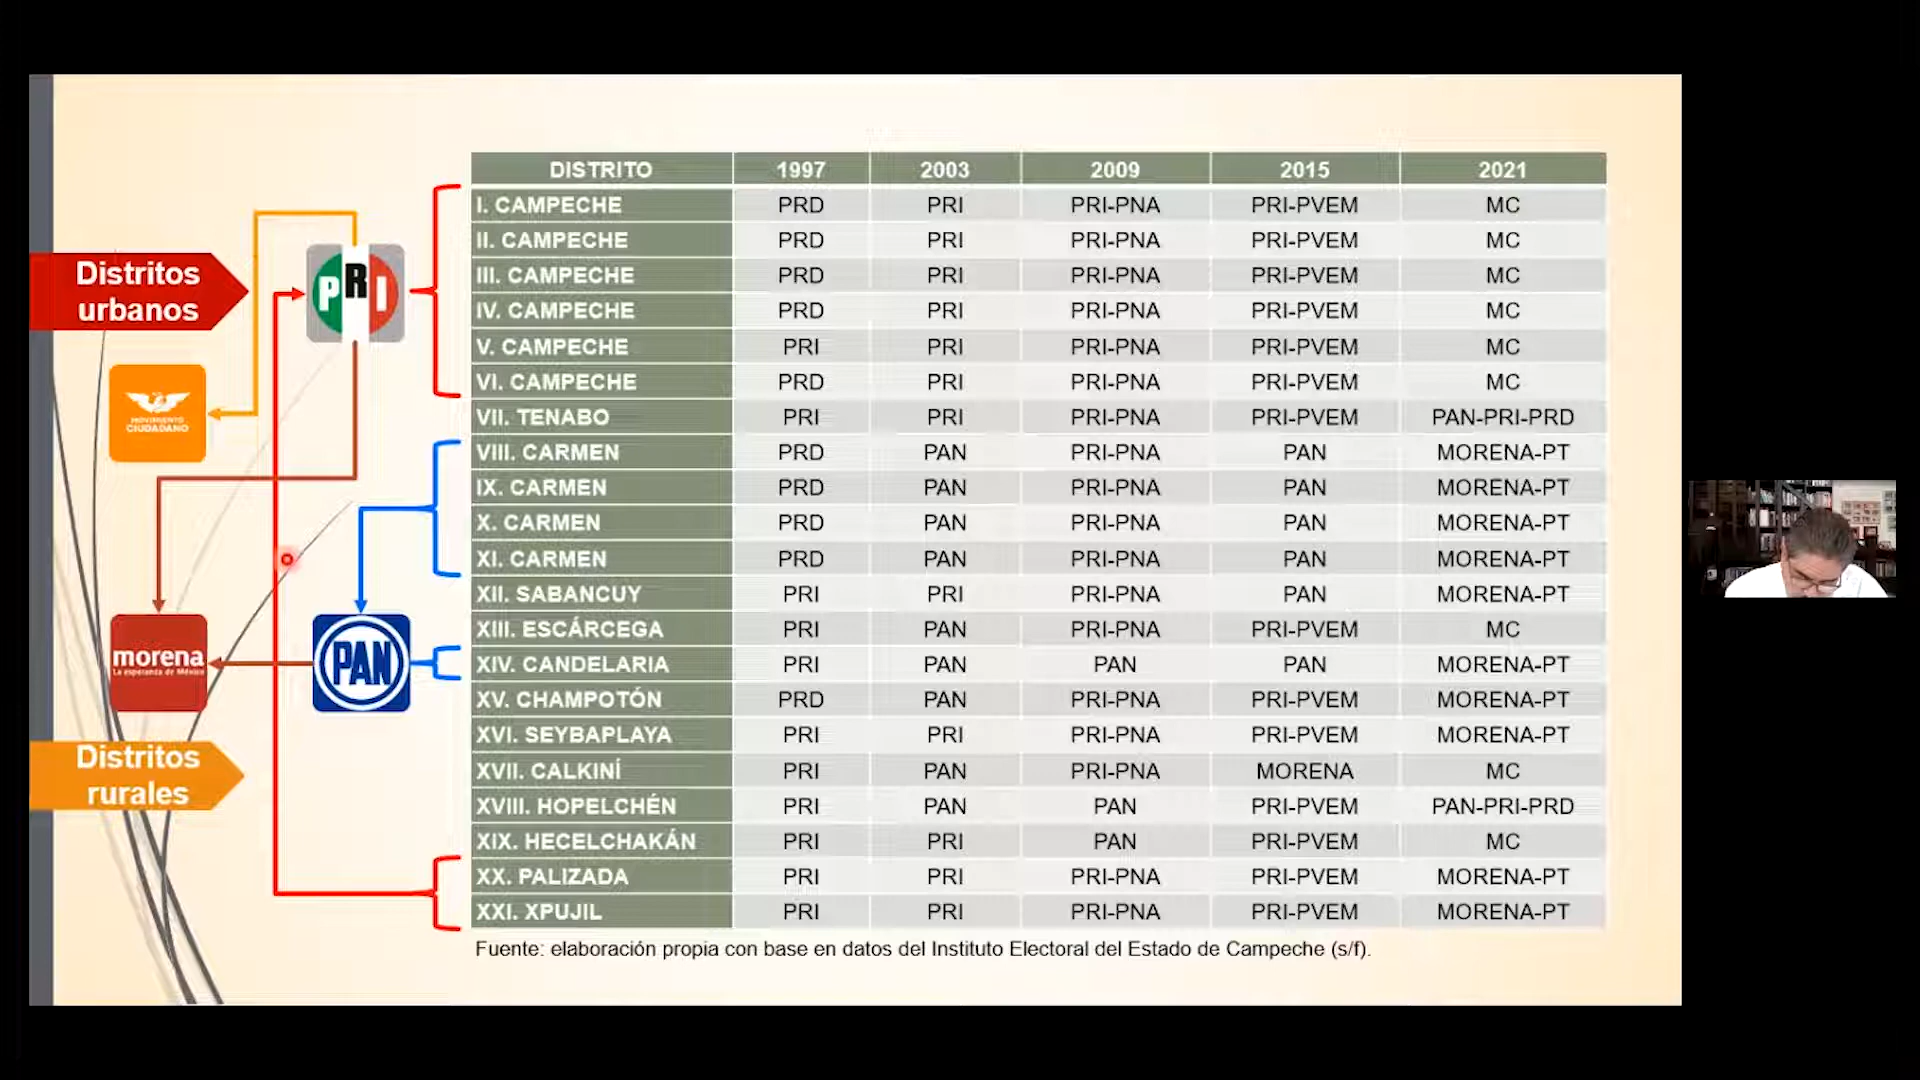 DISTRITO 1997 2003 2009 2015 2021
I. CAMPECHE PRD PRI PRI-PNA PRI-PVEM MC
II. CAMPECHE PRD PRI PRI-PNA PRI-PVEM MC
III. CAMPECHE PRD PRI PRI-PNA PRI-PVEM MC
IV. CAMPECHE PRD PRI PRI-PNA PRI-PVEM MC
V. CAMPECHE PRI PRI PRI-PNA PRI-PVEM MC
VI. CAMPECHE PRD PRI PRI-PNA PRI-PVEM MC
VII. TENABO PRI PRI PRI-PNA PRI-PVEM PAN-PRI-PRD
VIII. CARMEN PRD PAN PRI-PNA PAN MORENA-PT
IX. CARMEN PRD PAN PRI-PNA PAN MORENA-PT
X. CARMEN PRD PAN PRI-PNA PAN MORENA-PT
XI. CARMEN PRD PAN PRI-PNA PAN MORENA-PT
XII. SABANCUY PRI PRI PRI-PNA PAN MORENA-PT
XIII. ESCÁRCEGA PRI PAN PRI-PNA PRI-PVEM MC
XIV. CANDELARIA PRI PAN PAN PAN MORENA-PT
XV. CHAMPOTÓN PRD PAN PRI-PNA PRI-PVEM MORENA-PT
XVI. SEYBAPLAYA PRI PRI PRI-PNA PRI-PVEM MORENA-PT
XVII. CALKINÍ PRI PAN PRI-PNA MORENA MC
XVIII. HOPELCHÉN PRI PAN PAN PRI-PVEM PAN-PRI-PRD
XIX. HECELCHAKÁN PRI PRI PAN PRI-PVEM MC
XX. PALIZADA PRI PRI PRI-PNA PRI-PVEM MORENA-PT
XXI. XPUJIL PRI PRI PRI-PNA PRI-PVEM MORENA-PT
Fuente: elaboración propia con base en datos del Instituto Electoral del Estado de Campeche (s/f).
Distritos
urbanos
PRI
MOVIMIENTO
CIUDADANO
morena
La esperanza de México
PAN
Distritos
rurales